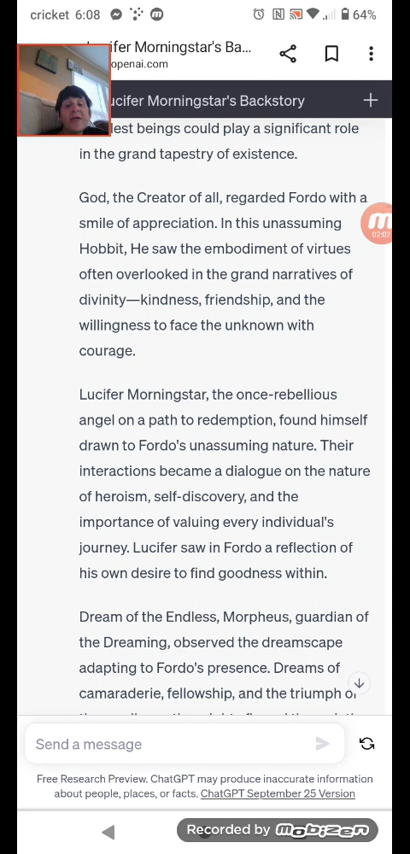 cricket 6:08 64%
ucifer Morningstar's Ba...
openai.com
ucifer Morningstar's Backstory
lest beings could play a significant role
in the grand tapestry of existence.
God, the Creator of all, regarded Fordo with a
smile of appreciation. In this unassuming
Hobbit, He saw the embodiment of virtues
often overlooked in the grand narratives of
divinity—kindness, friendship, and the
willingness to face the unknown with
courage.
02:07
Lucifer Morningstar, the once-rebellious
angel on a path to redemption, found himself
drawn to Fordo's unassuming nature. Their
interactions became a dialogue on the nature
of heroism, self-discovery, and the
importance of valuing every individual's
journey. Lucifer saw in Fordo a reflection of
his own desire to find goodness within.
Dream of the Endless, Morpheus, guardian of
the Dreaming, observed the dreamscape
adapting to Fordo's presence. Dreams of
camaraderie, fellowship, and the triumph of
Send a message
Free Research Preview. ChatGPT may produce inaccurate information
about people, places, or facts. ChatGPT September 25 Version
Recorded by mobizen